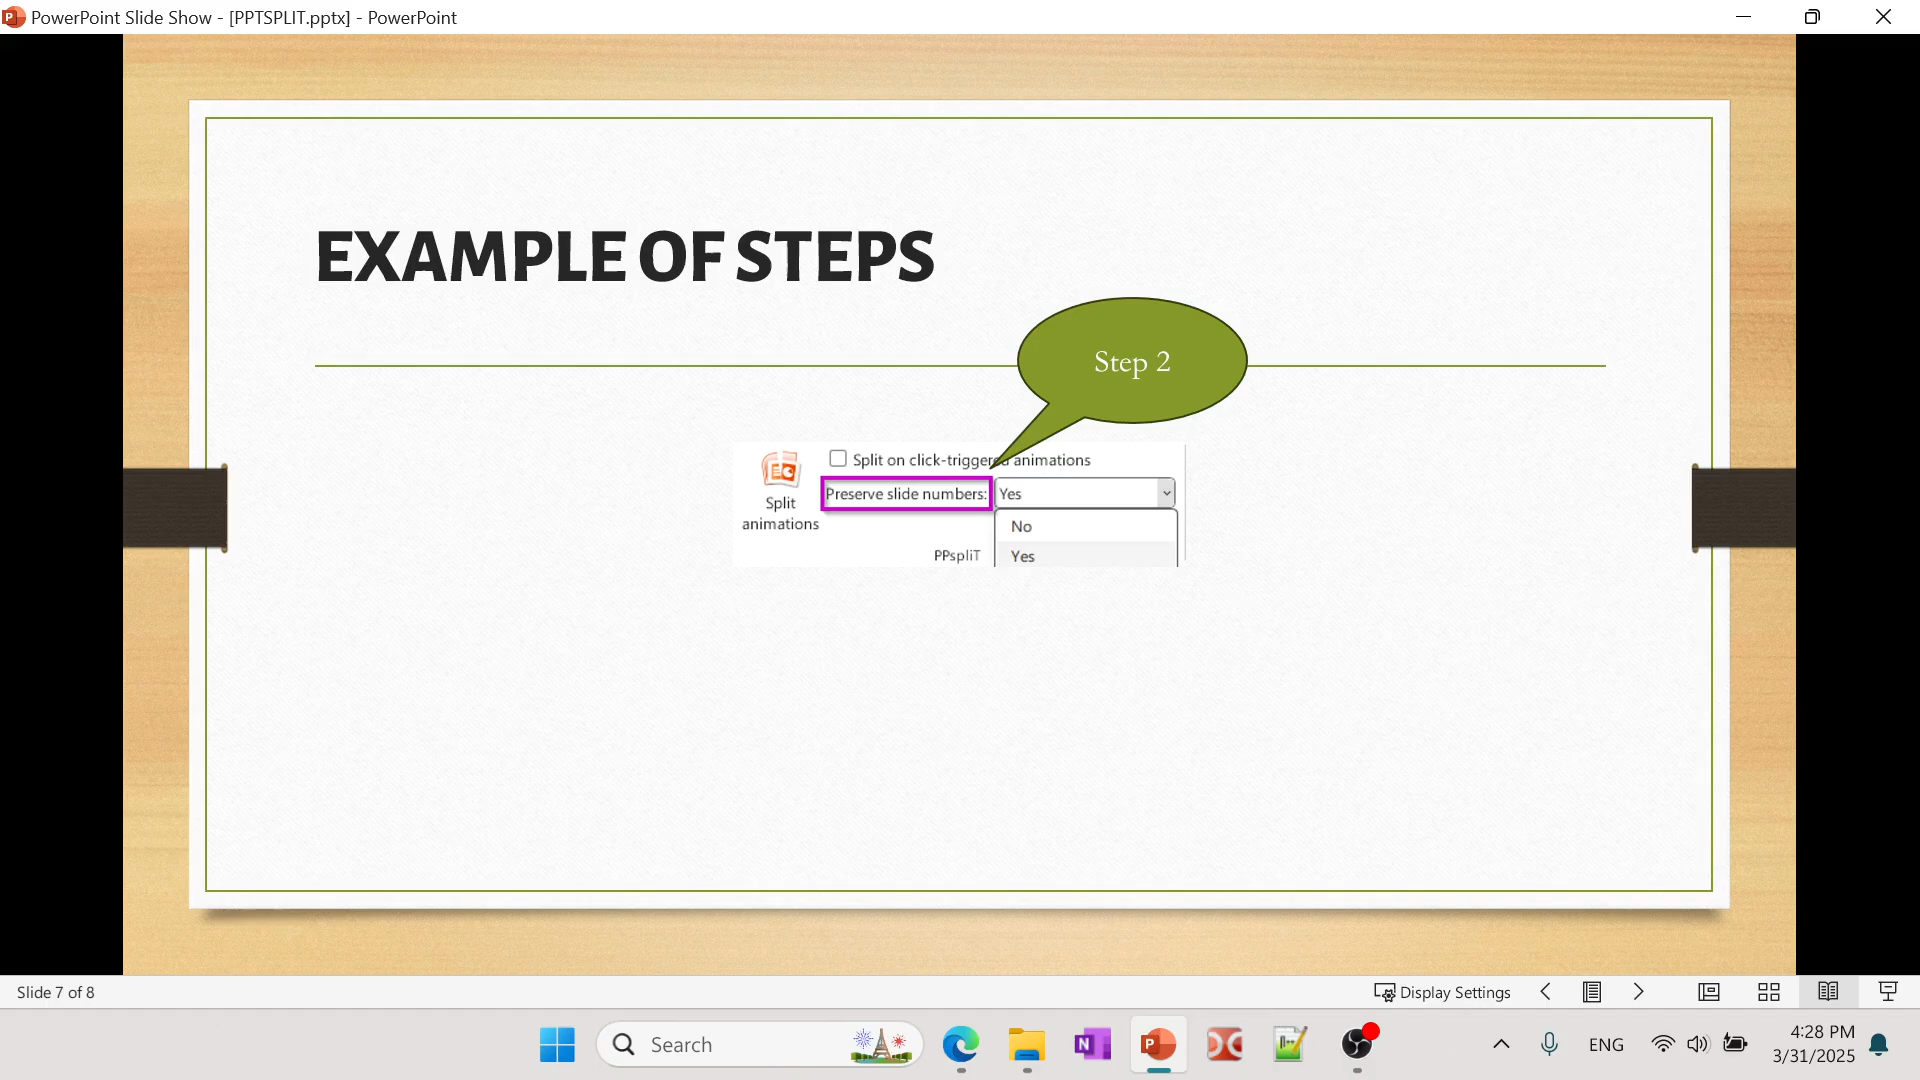 PowerPoint Slide Show - [PPTSPLIT.pptx] - PowerPoint
EXAMPLE OF STEPS
Step 2
Split on click-triggered animations
Preserve slide numbers: Yes
Split
animations
No
PPspliT
Yes
Slide 7 of 8
Display Settings
Search
ENG
4:28 PM
3/31/2025